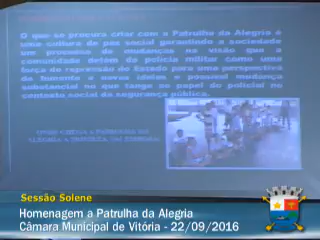 O que se procura criar com a Patrulha da Alegria é
uma cultura de paz social garantindo a sociedade
um processo de mudanças na visão que a
comunidade detém da polícia militar como uma
força de repressão do Estado para uma perspectiva
de fomento a novas ideias e possível mudança
substancial no que tange ao papel do policial no
contexto social da segurança pública.
Sessão Solene
Homenagem a Patrulha da Alegria
Câmara Municipal de Vitória - 22/09/2016